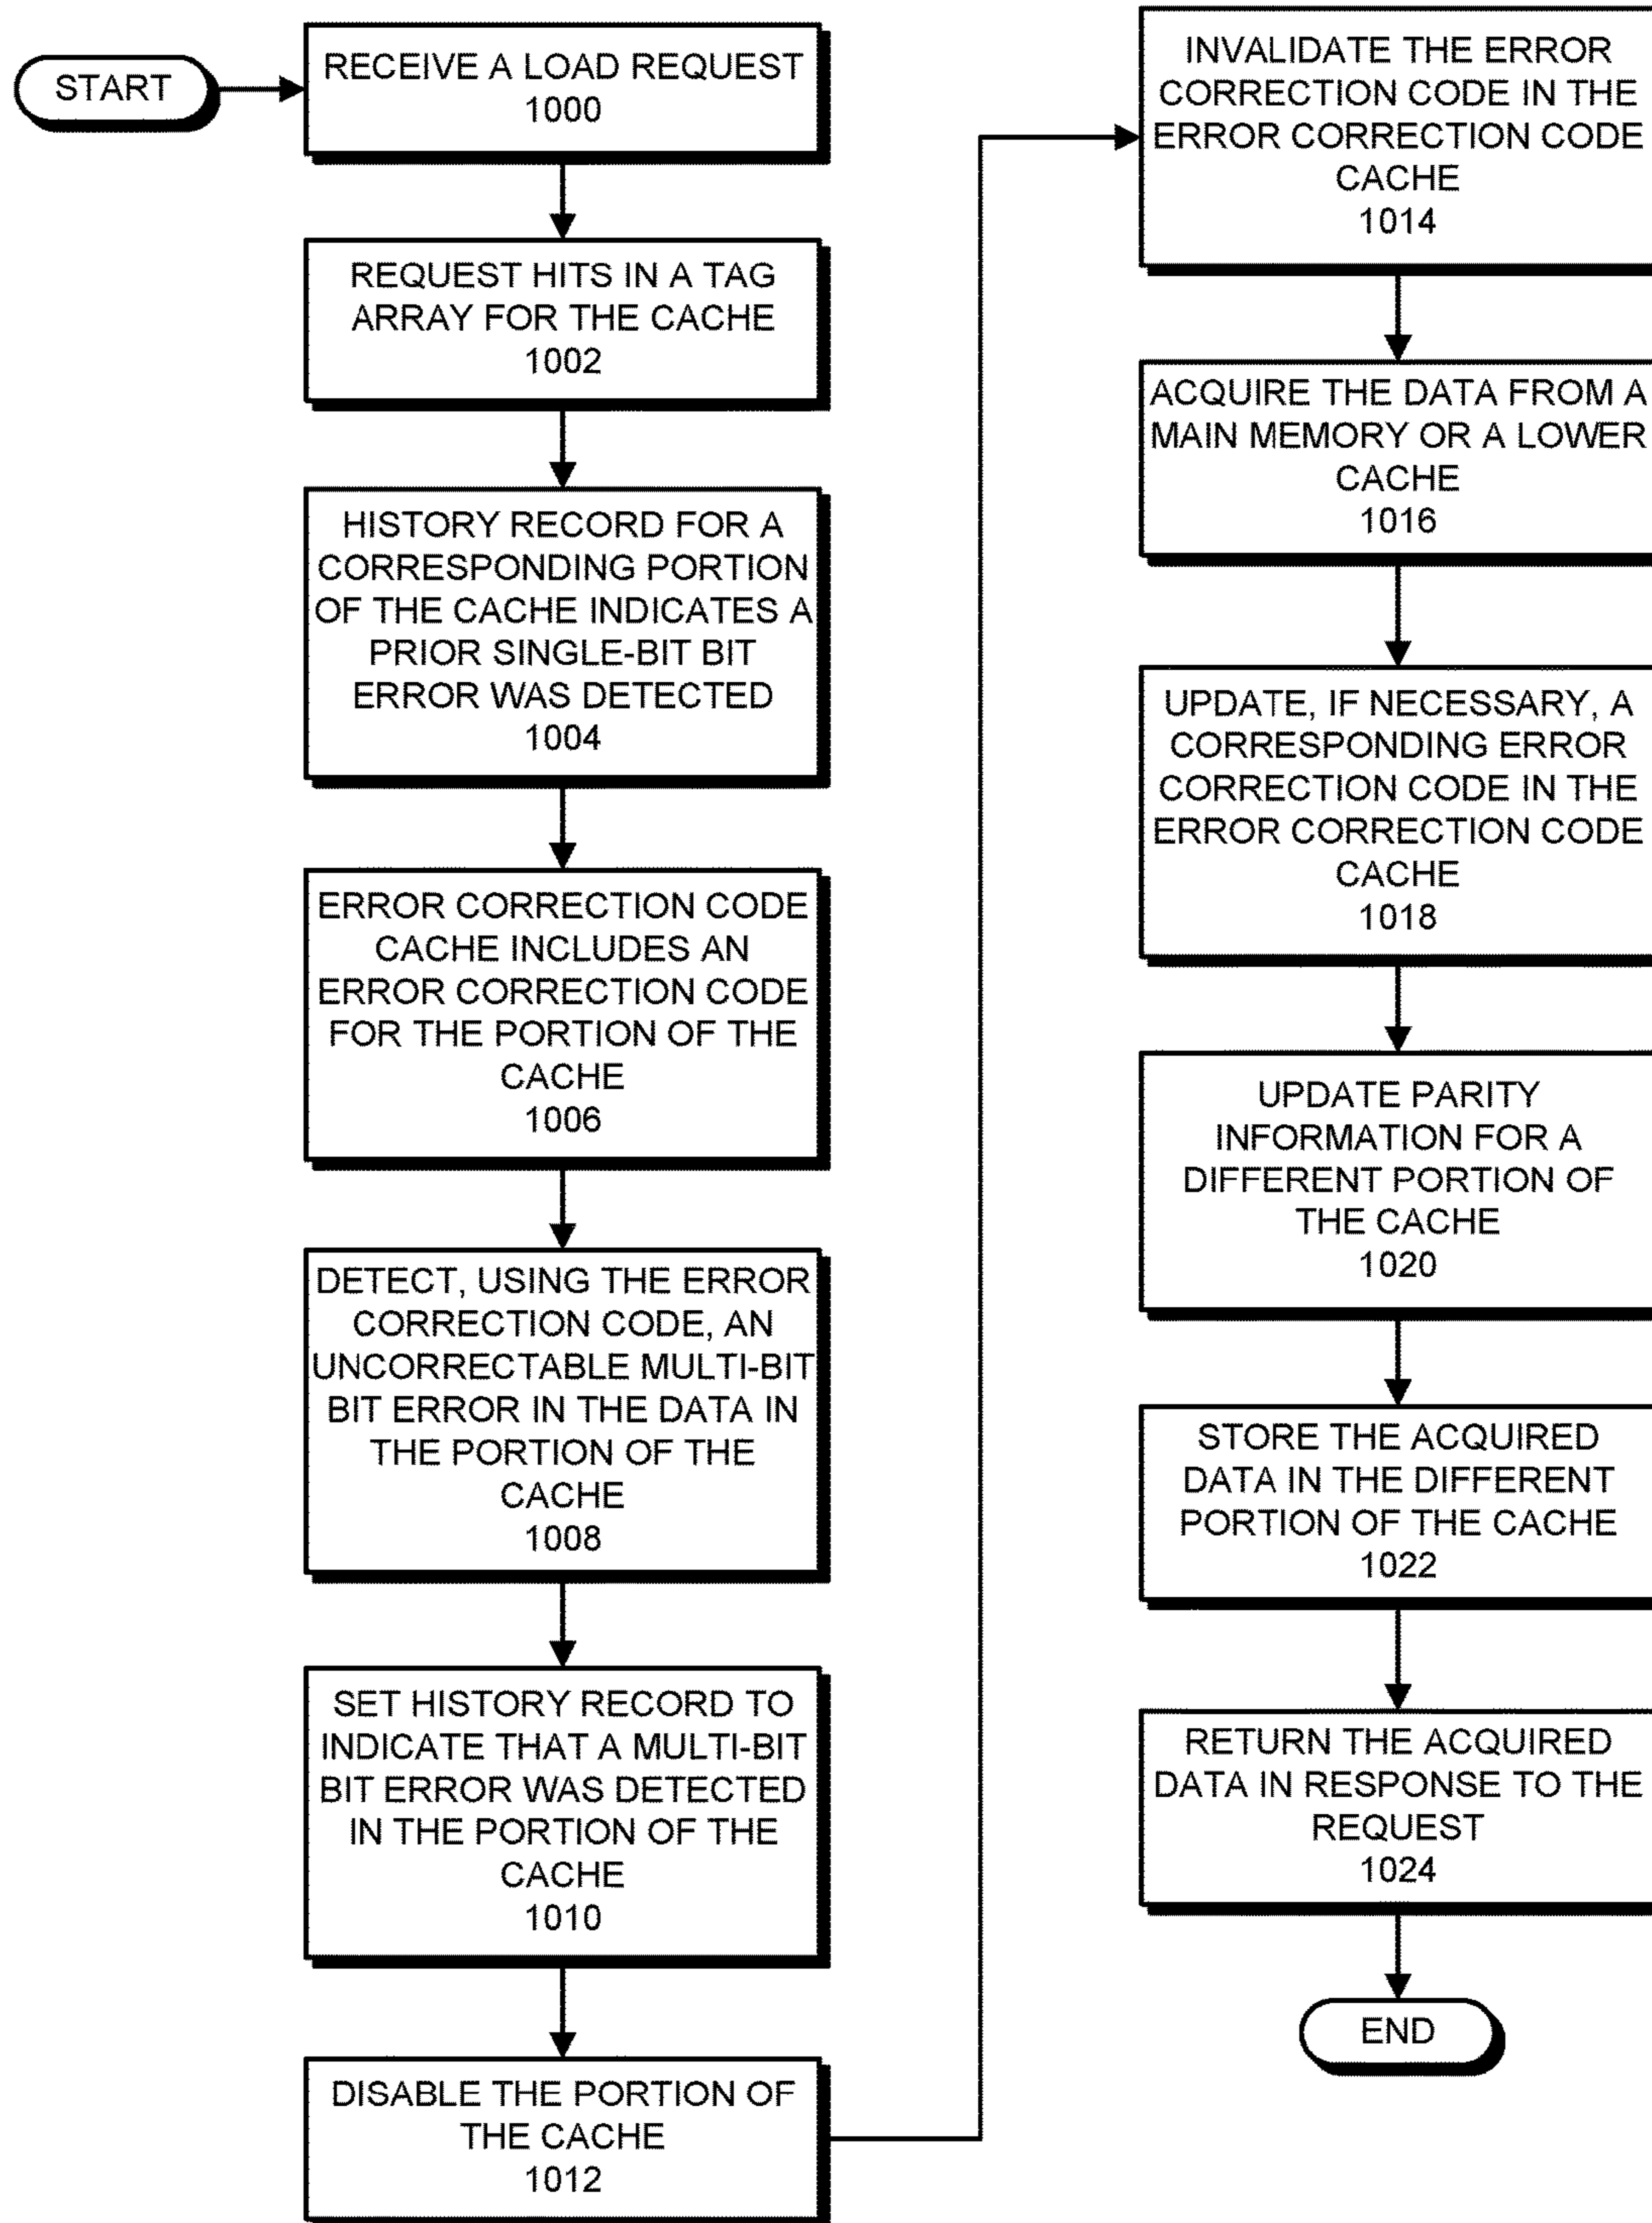 START
RECEIVE A LOAD REQUEST
1000
REQUEST HITS IN A TAG
ARRAY FOR THE CACHE
1002
HISTORY RECORD FOR A
CORRESPONDING PORTION
OF THE CACHE INDICATES A
PRIOR SINGLE-BIT BIT
ERROR WAS DETECTED
1004
ERROR CORRECTION CODE
CACHE INCLUDES AN
ERROR CORRECTION CODE
FOR THE PORTION OF THE
CACHE
1006
DETECT, USING THE ERROR
CORRECTION CODE, AN
UNCORRECTABLE MULTI-BIT
BIT ERROR IN THE DATA IN
THE PORTION OF THE
CACHE
1008
SET HISTORY RECORD TO
INDICATE THAT A MULTI-BIT
BIT ERROR WAS DETECTED
IN THE PORTION OF THE
CACHE
1010
DISABLE THE PORTION OF
THE CACHE
1012
INVALIDATE THE ERROR
CORRECTION CODE IN THE
ERROR CORRECTION CODE
CACHE
1014
ACQUIRE THE DATA FROM A
MAIN MEMORY OR A LOWER
CACHE
1016
UPDATE, IF NECESSARY, A
CORRESPONDING ERROR
CORRECTION CODE IN THE
ERROR CORRECTION CODE
CACHE
1018
UPDATE PARITY
INFORMATION FOR A
DIFFERENT PORTION OF
THE CACHE
1020
STORE THE ACQUIRED
DATA IN THE DIFFERENT
PORTION OF THE CACHE
1022
RETURN THE ACQUIRED
DATA IN RESPONSE TO THE
REQUEST
1024
END